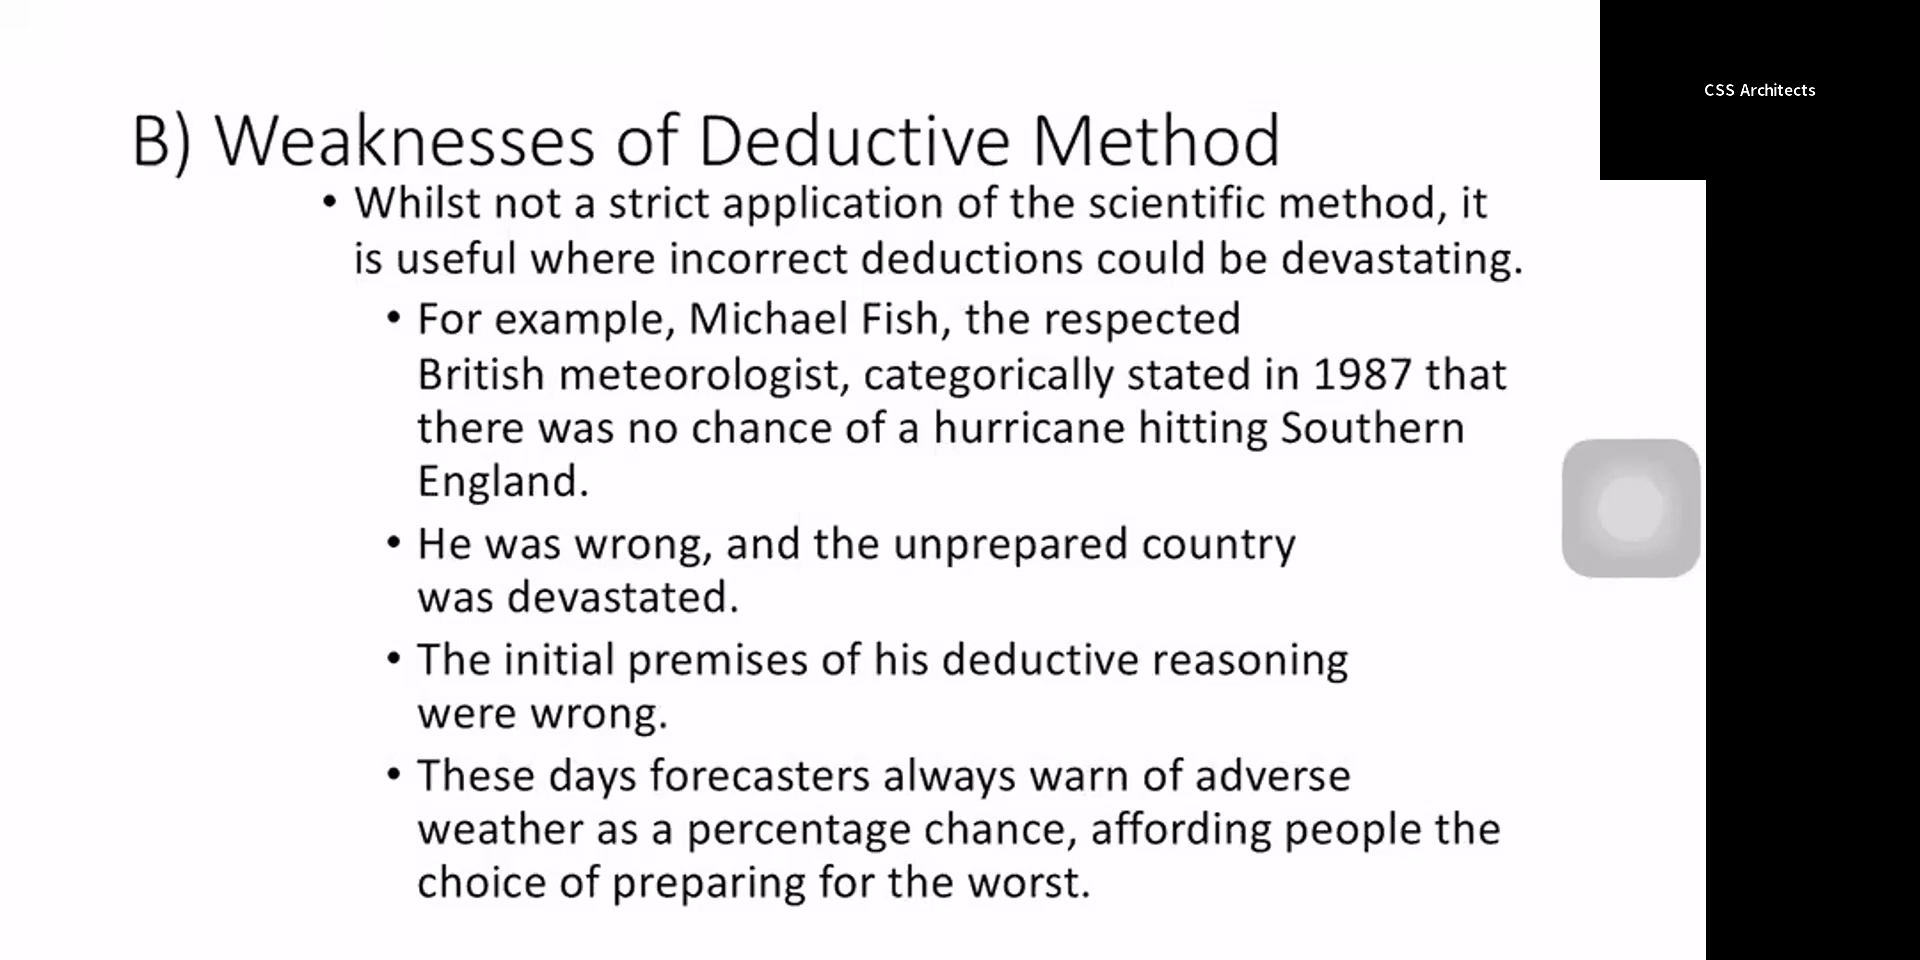 CSS Architects
B) Weaknesses of Deductive Method
• Whilst not a strict application of the scientific method, it
is useful where incorrect deductions could be devastating.
• For example, Michael Fish, the respected
British meteorologist, categorically stated in 1987 that
there was no chance of a hurricane hitting Southern
England.
• He was wrong, and the unprepared country
was devastated.
• The initial premises of his deductive reasoning
were wrong.
• These days forecasters always warn of adverse
weather as a percentage chance, affording people the
choice of preparing for the worst.